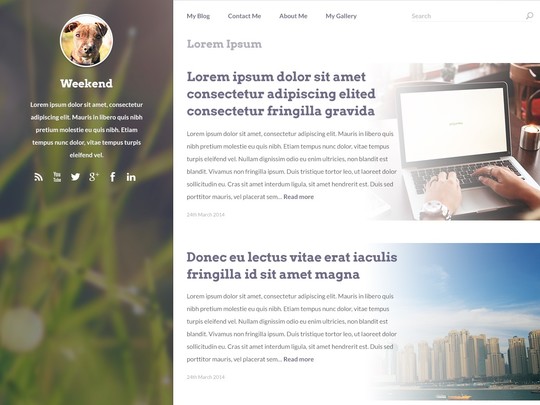 Weekend
Lorem ipsum dolor sit amet, consectetur
adipiscing elit. Mauris in libero quis nibh
pretium molestie eu quis nibh. Etiam
tempus nunc dolor, vitae tempus turpis
eleifend vel.
You
Tube
My Blog Contact Me About Me My Gallery Search
Lorem Ipsum
Lorem ipsum dolor sit amet
consectetur adipiscing elited
consectetur fringilla gravida
Lorem ipsum dolor sit amet, consectetur adipiscing elit. Mauris in libero quis
nibh pretium molestie eu quis nibh. Etiam tempus nunc dolor, vitae tempus
turpis eleifend vel. Nullam dignissim odio eu enim ultricies, non dignissim nunc
blandit. Vivamus non fringilla ipsum. Duis tristique tortor leo, ut laoreet dolor
sollicitudin eu. Cras sit amet interdum ligula, sit amet hendrerit enim. Sed
porttitor mauris, vel placerat sem... Read more
24th March 2014
Donec eu lectus vitae erat iaculis
fringilla id sit amet magna
Lorem ipsum dolor sit amet, consectetur adipiscing elit. Mauris in libero quis
nibh pretium molestie eu quis nibh. Etiam tempus nunc dolor, vitae tempus
turpis eleifend vel. Nullam dignissim odio eu enim ultricies, non dignissim nunc
blandit. Vivamus non fringilla ipsum. Duis tristique tortor leo, ut laoreet dolor
sollicitudin eu. Cras sit amet interdum ligula, sit amet hendrerit enim. Sed
porttitor mauris, vel placerat sem... Read more
24th March 2014